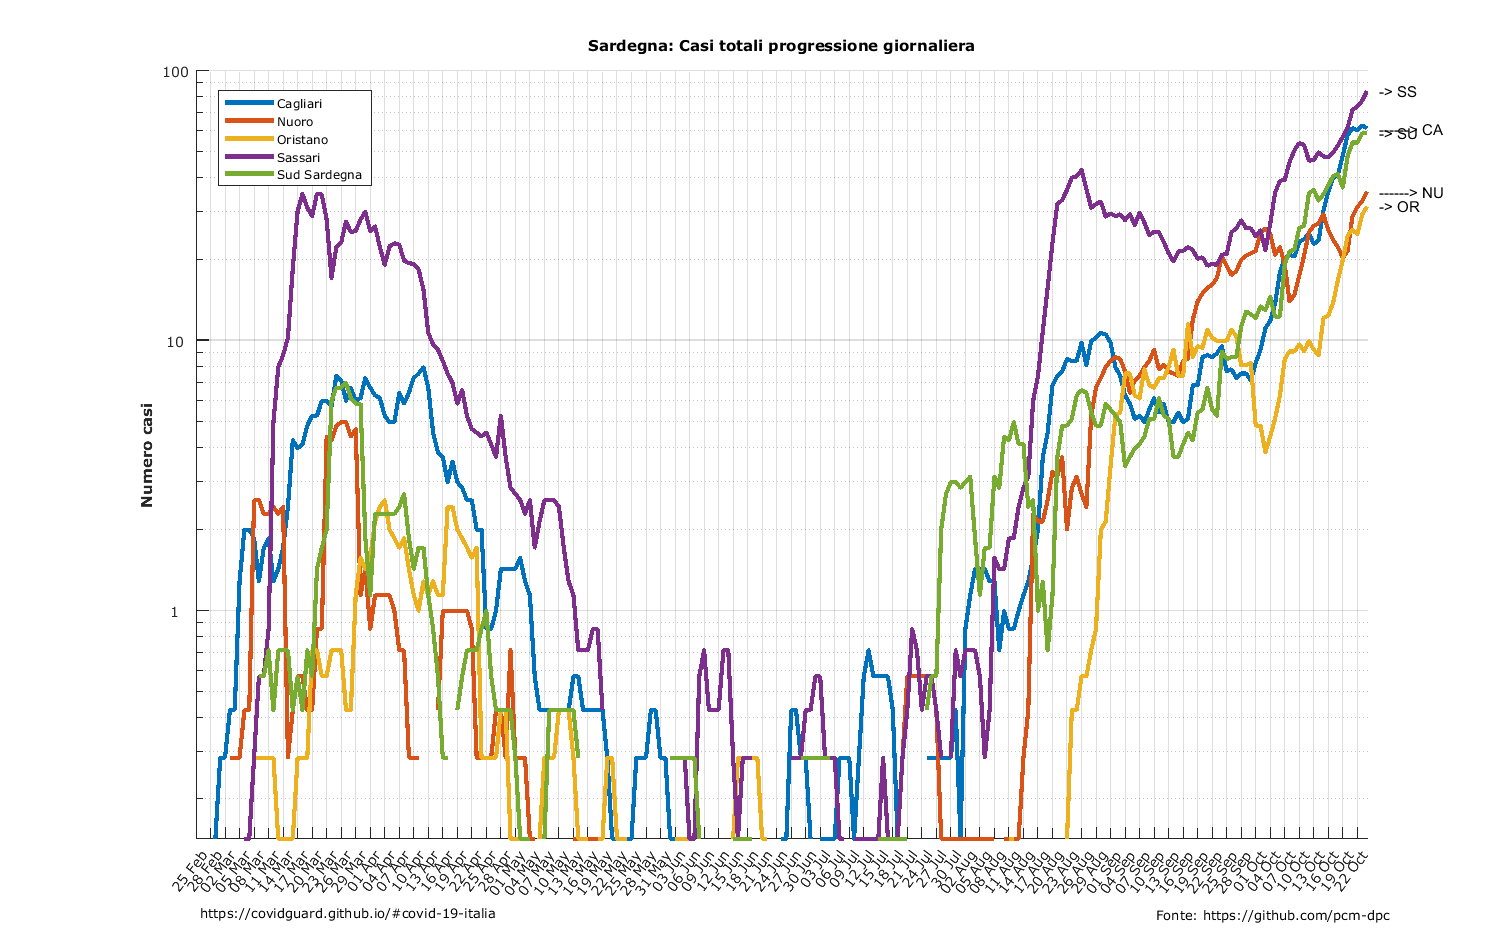 Sardegna: Casi totali progressione giornaliera
100
10
1
Numero casi
Cagliari
Nuoro
Oristano
Sassari
Sud Sardegna
-> SS
------> CA
-> SU
------> NU
-> OR
25 Feb
28 Feb
02 Mar
05 Mar
08 Mar
11 Mar
14 Mar
17 Mar
20 Mar
23 Mar
26 Mar
29 Mar
01 Apr
04 Apr
07 Apr
10 Apr
13 Apr
16 Apr
19 Apr
22 Apr
25 Apr
28 Apr
01 May
04 May
07 May
10 May
13 May
16 May
19 May
22 May
25 May
28 May
31 May
03 Jun
06 Jun
09 Jun
12 Jun
15 Jun
18 Jun
21 Jun
24 Jun
27 Jun
30 Jun
03 Jul
06 Jul
09 Jul
12 Jul
15 Jul
18 Jul
21 Jul
24 Jul
27 Jul
30 Jul
02 Aug
05 Aug
08 Aug
11 Aug
14 Aug
17 Aug
20 Aug
23 Aug
26 Aug
29 Aug
01 Sep
04 Sep
07 Sep
10 Sep
13 Sep
16 Sep
19 Sep
22 Sep
25 Sep
28 Sep
01 Oct
04 Oct
07 Oct
10 Oct
13 Oct
16 Oct
19 Oct
22 Oct
https://covidguard.github.io/#covid-19-italia
Fonte: https://github.com/pcm-dpc